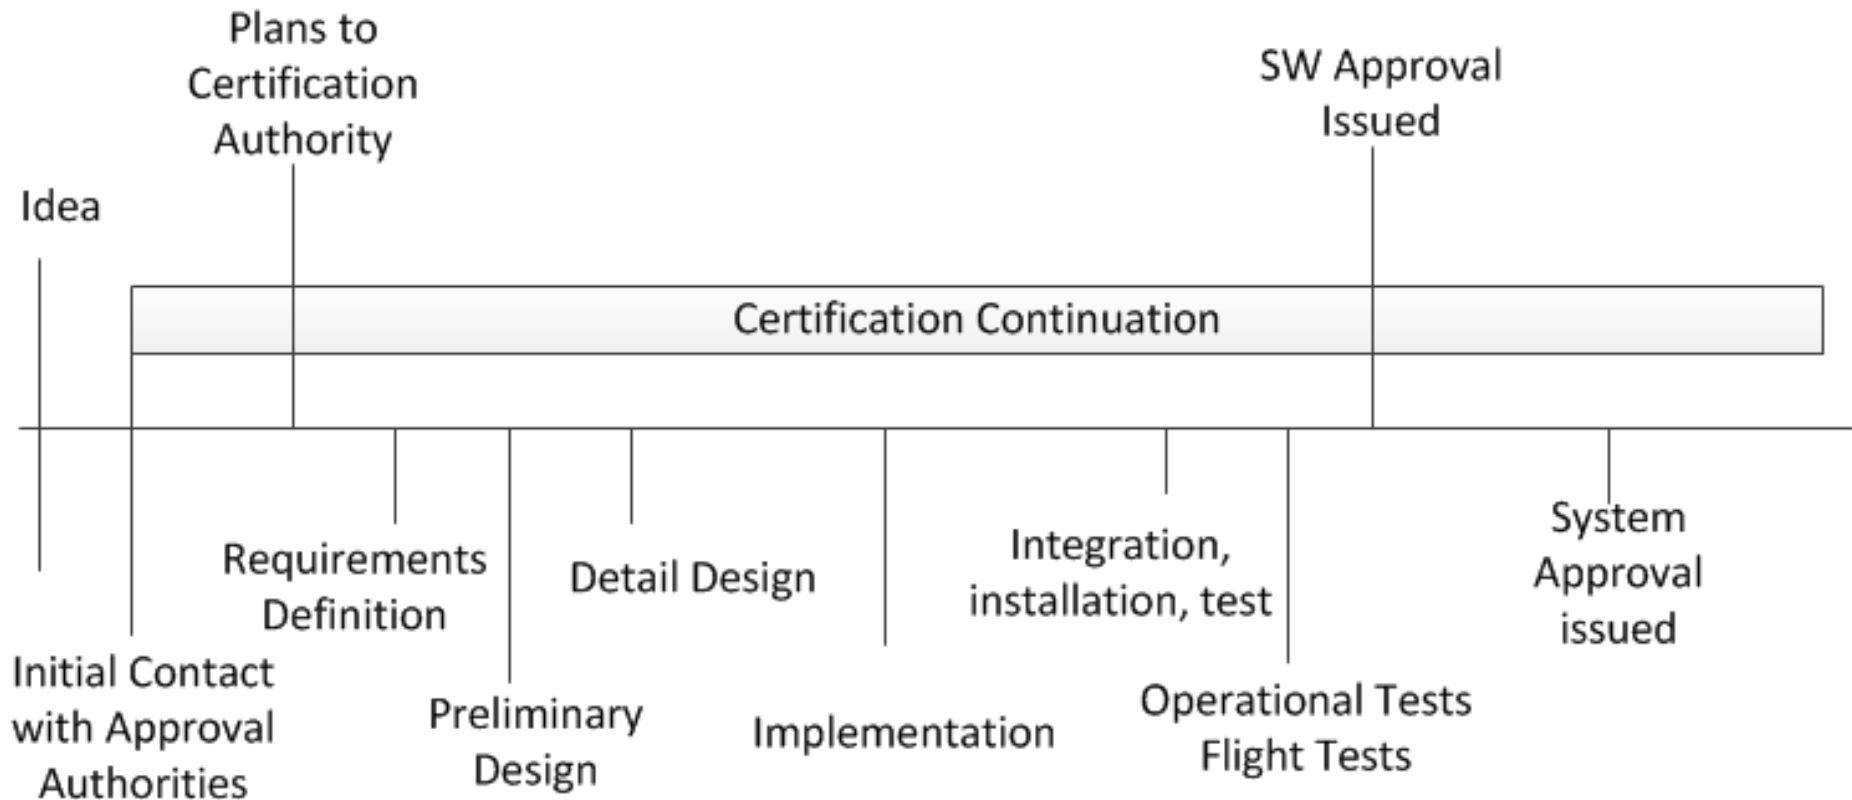 Plans to
Certification
Authority
SW Approval
Issued
Idea
Certification Continuation
Requirements
Definition
Detail Design
Integration,
installation, test
System
Approval
issued
Initial Contact
with Approval
Authorities
Preliminary
Design
Implementation
Operational Tests
Flight Tests